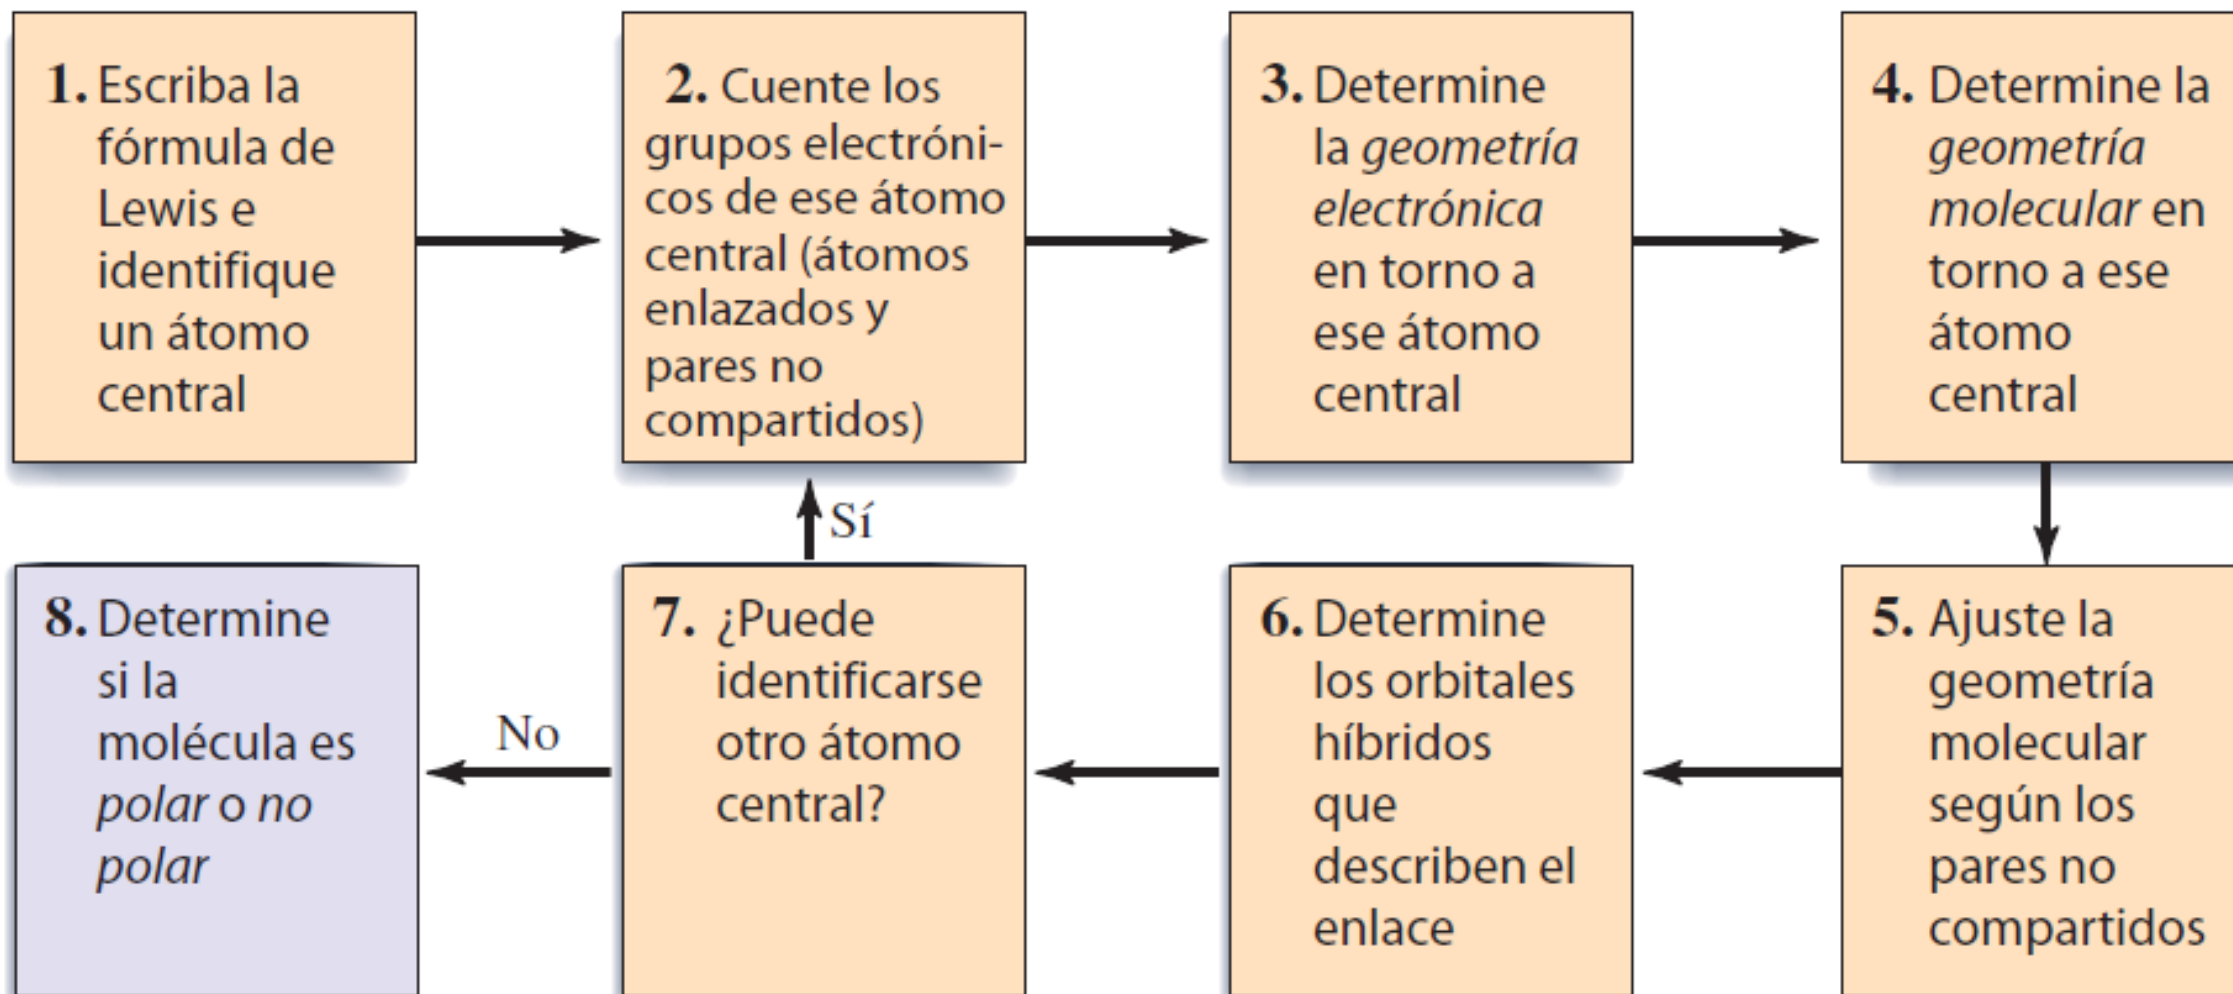 1. Escriba la
fórmula de
Lewis e
identifique
un átomo
central
2. Cuente los
grupos electróni-
cos de ese átomo
central (átomos
enlazados y
pares no
compartidos)
3. Determine
la geometría
electrónica
en torno a
ese átomo
central
4. Determine la
geometría
molecular en
torno a ese
átomo
central
5. Ajuste la
geometría
molecular
según los
pares no
compartidos
6. Determine
los orbitales
híbridos
que
describen el
enlace
7. ¿Puede
identificarse
otro átomo
central?
Sí
No
8. Determine
si la
molécula es
polar o no
polar